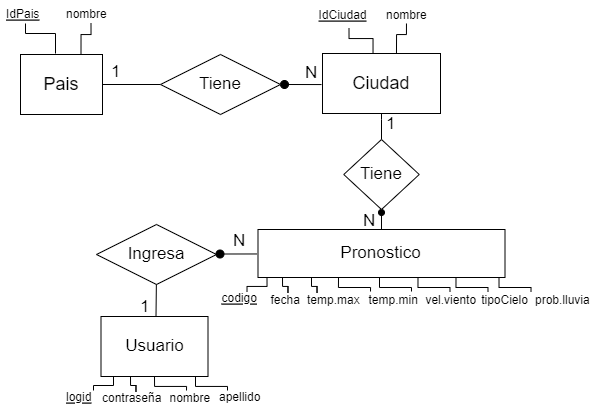 IdPais nombre
IdCiudad nombre
Pais
1
Tiene
N
Ciudad
1
Tiene
N
Pronostico
codigo fecha temp.max temp.min vel.viento tipoCielo prob.lluvia
Ingresa
N
1
Usuario
logid contraseña nombre apellido